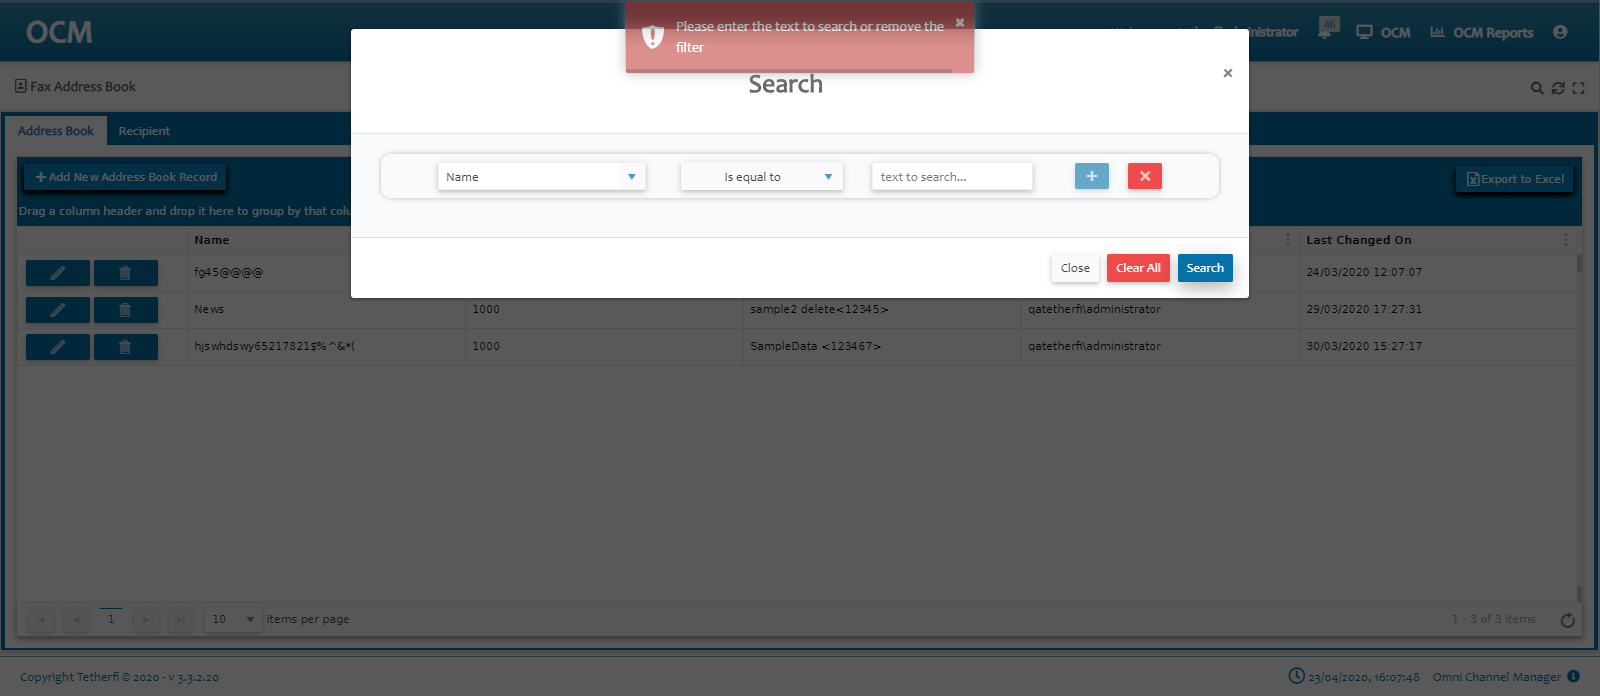 OCM
Please enter the text to search or remove the
filter
46
OCM
OCM Reports
Fax Address Book
Search
Address Book
Recipient
Name
Is equal to
text to search...
Add New Address Book Record
Export to Excel
Drag a column header and drop it here to group by that
Name
Last Changed On
Close
Clear All
Search
fg45@@@@
24/03/2020 12:07:07
News
1000
sample2 delete<12345>
qatetherfi\administrator
29/03/2020 17:27:31
hjswhdswy65217821$%^&*(
1000
SampleData <123467>
qatetherfi\administrator
30/03/2020 15:27:17
1
10
items per page
1 - 3 of 3 items
Copyright Tetherfi © 2020 - v 3.3.2.20
23/04/2020, 16:07:48
Omni Channel Manager